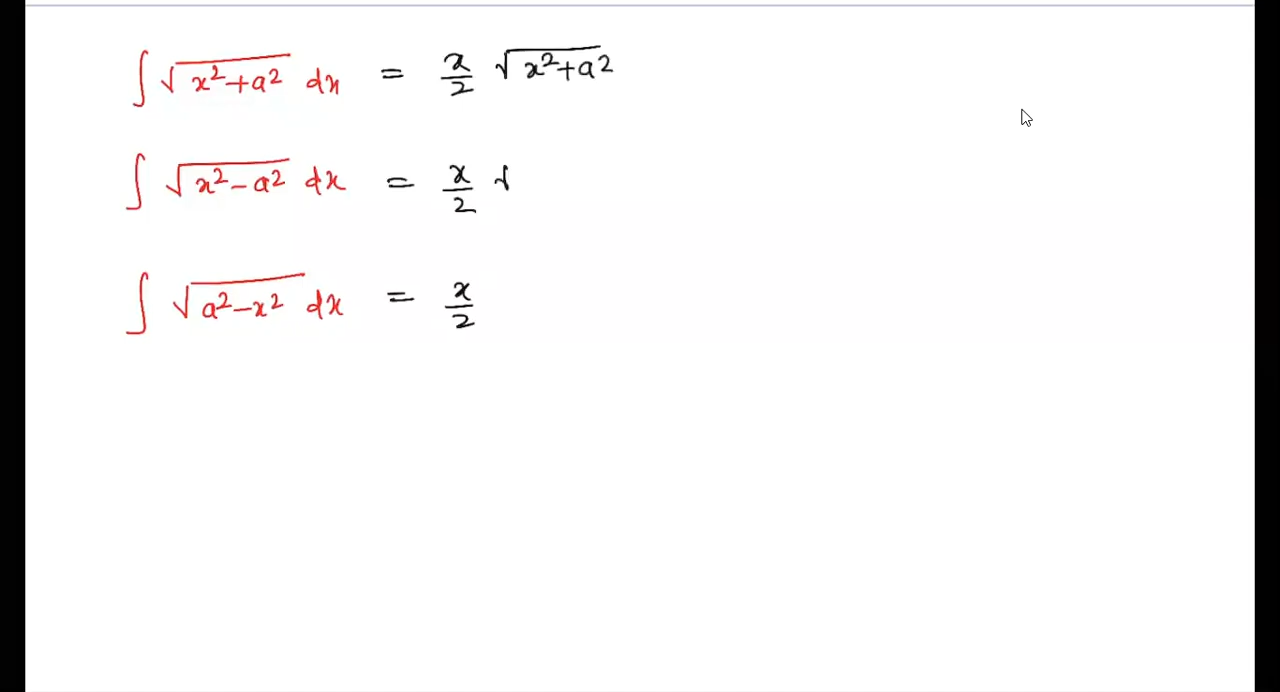 ∫ √(x²+a²) dx = x/2 √(x²+a²)
∫ √(x²-a²) dx = x/2 √
∫ √(a²-x²) dx = x/2